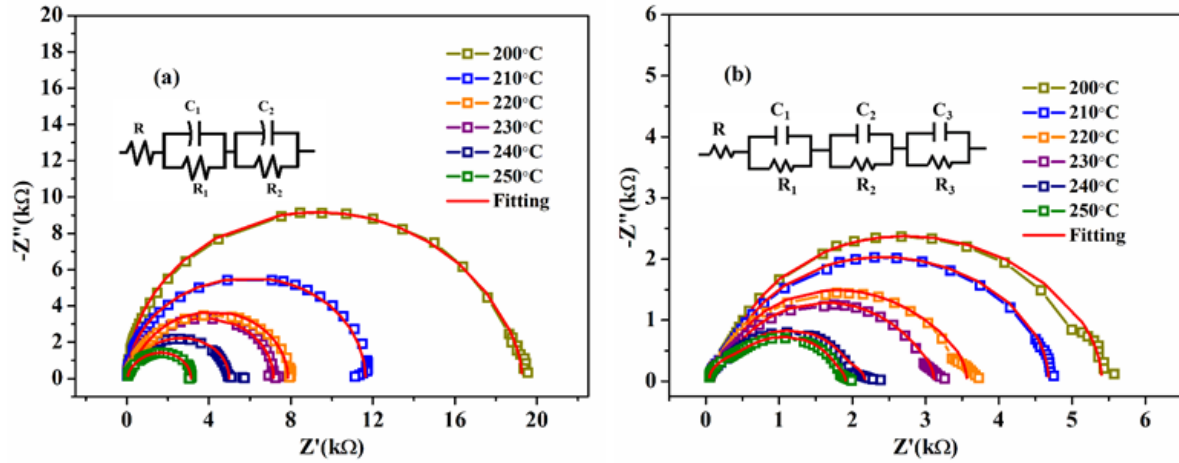 20
18
16
14
12
10
8
6
4
2
0
-Z''(kΩ)
0 4 8 12 16 20
Z'(kΩ)
(a)
R
C₁
C₂
R₁
R₂
200°C
210°C
220°C
230°C
240°C
250°C
Fitting
6
5
4
3
2
1
0
-Z''(kΩ)
0 1 2 3 4 5 6
Z'(kΩ)
(b)
R
C₁
C₂
C₃
R₁
R₂
R₃
200°C
210°C
220°C
230°C
240°C
250°C
Fitting